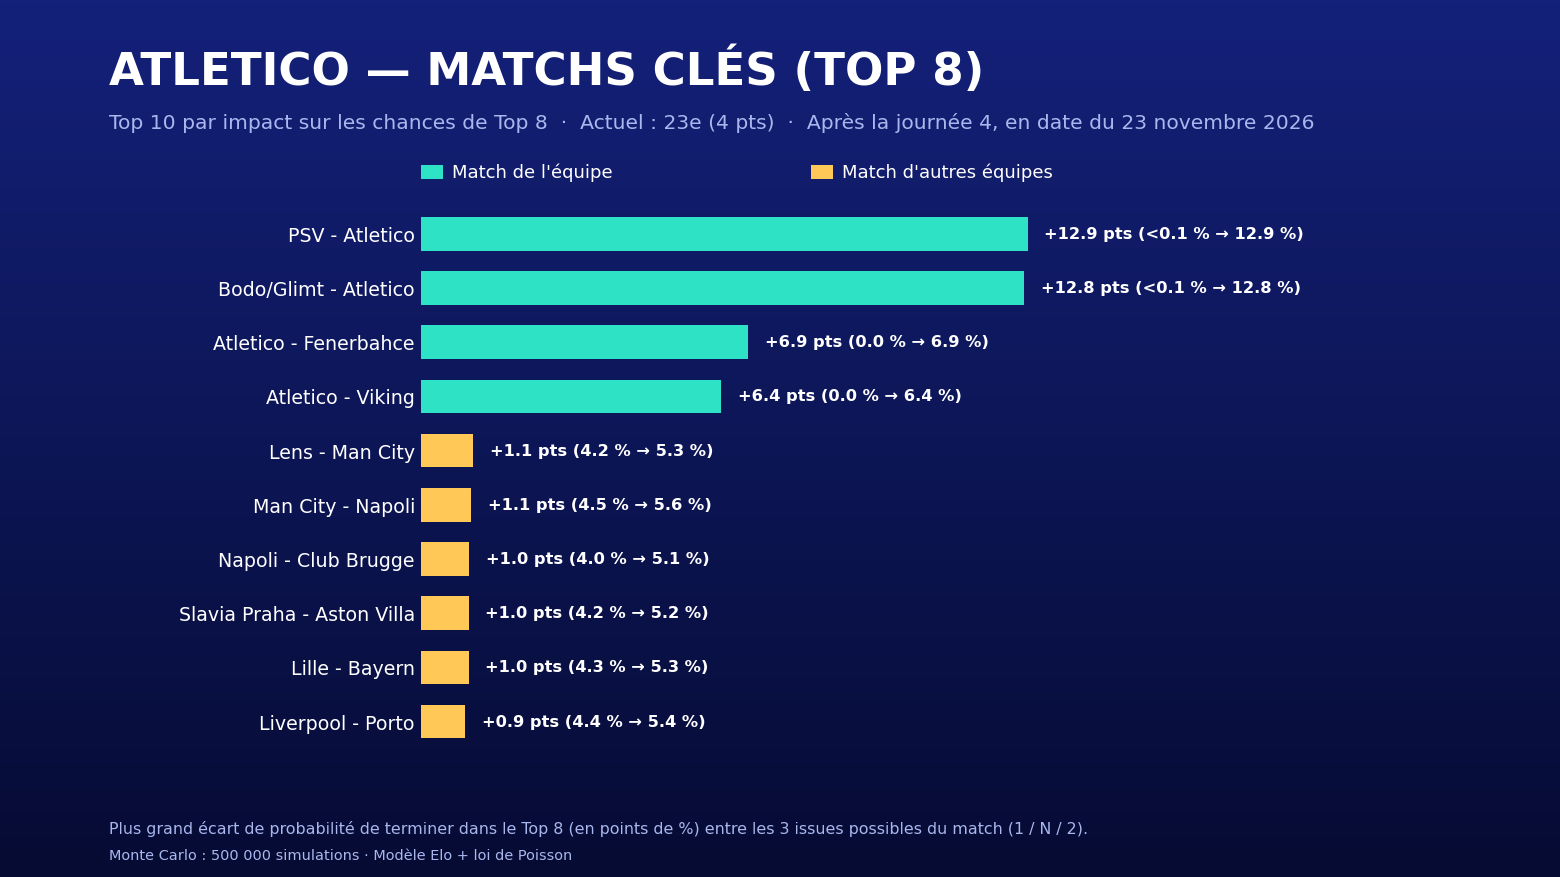 ATLETICO — MATCHS CLÉS (TOP 8)
Top 10 par impact sur les chances de Top 8 · Actuel : 23e (4 pts) · Après la journée 4, en date du 23 novembre 2026
Match de l'équipe Match d'autres équipes
PSV - Atletico +12.9 pts (<0.1 % → 12.9 %)
Bodo/Glimt - Atletico +12.8 pts (<0.1 % → 12.8 %)
Atletico - Fenerbahce +6.9 pts (0.0 % → 6.9 %)
Atletico - Viking +6.4 pts (0.0 % → 6.4 %)
Lens - Man City +1.1 pts (4.2 % → 5.3 %)
Man City - Napoli +1.1 pts (4.5 % → 5.6 %)
Napoli - Club Brugge +1.0 pts (4.0 % → 5.1 %)
Slavia Praha - Aston Villa +1.0 pts (4.2 % → 5.2 %)
Lille - Bayern +1.0 pts (4.3 % → 5.3 %)
Liverpool - Porto +0.9 pts (4.4 % → 5.4 %)
Plus grand écart de probabilité de terminer dans le Top 8 (en points de %) entre les 3 issues possibles du match (1 / N / 2).
Monte Carlo : 500 000 simulations · Modèle Elo + loi de Poisson